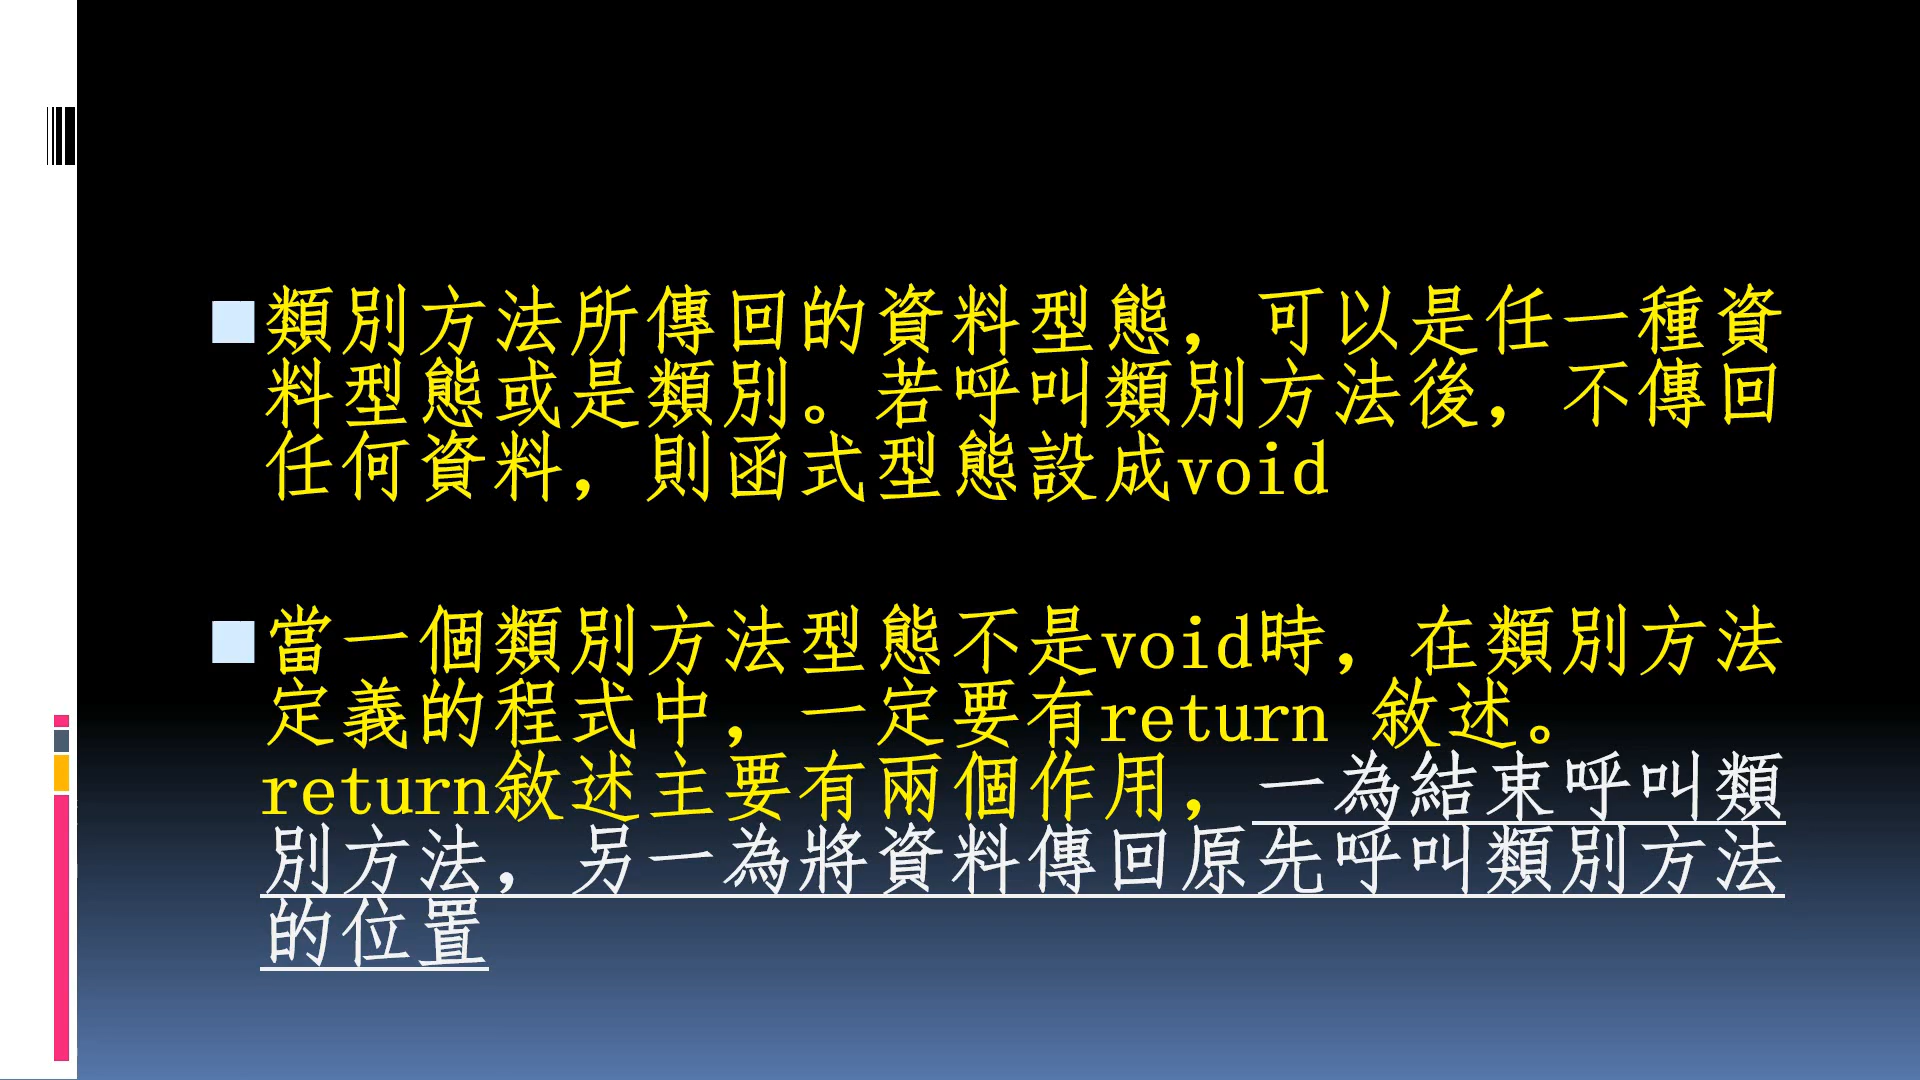 類別方法所傳回的資料型態，可以是任一種資
料型態或是類別。若呼叫類別方法後，不傳回
任何資料，則函式型態設成void
當一個類別方法型態不是void時，在類別方法
定義的程式中，一定要有return 敘述。
return敘述主要有兩個作用，一為結束呼叫類
別方法，另一為將資料傳回原先呼叫類別方法
的位置